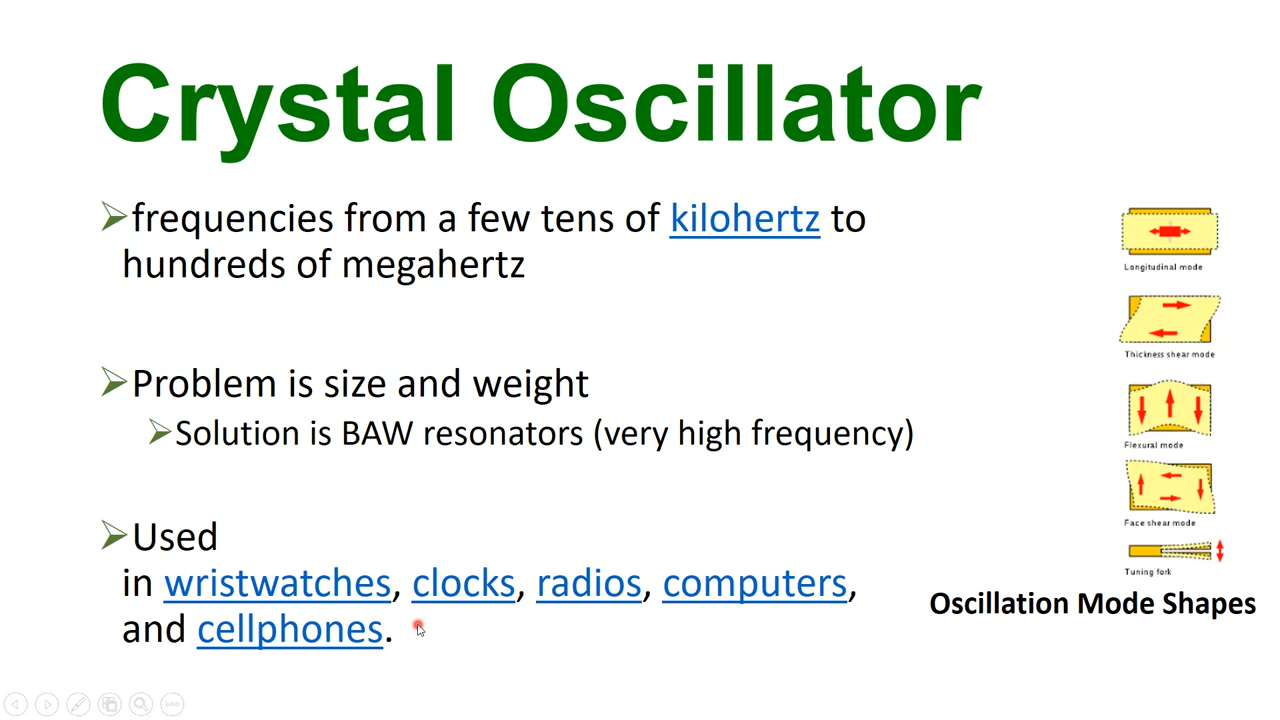 Crystal Oscillator
frequencies from a few tens of kilohertz to
hundreds of megahertz
Problem is size and weight
Solution is BAW resonators (very high frequency)
Used
in wristwatches, clocks, radios, computers,
and cellphones.
Longitudinal mode
Thickness shear mode
Flexural mode
Face shear mode
Tuning fork
Oscillation Mode Shapes